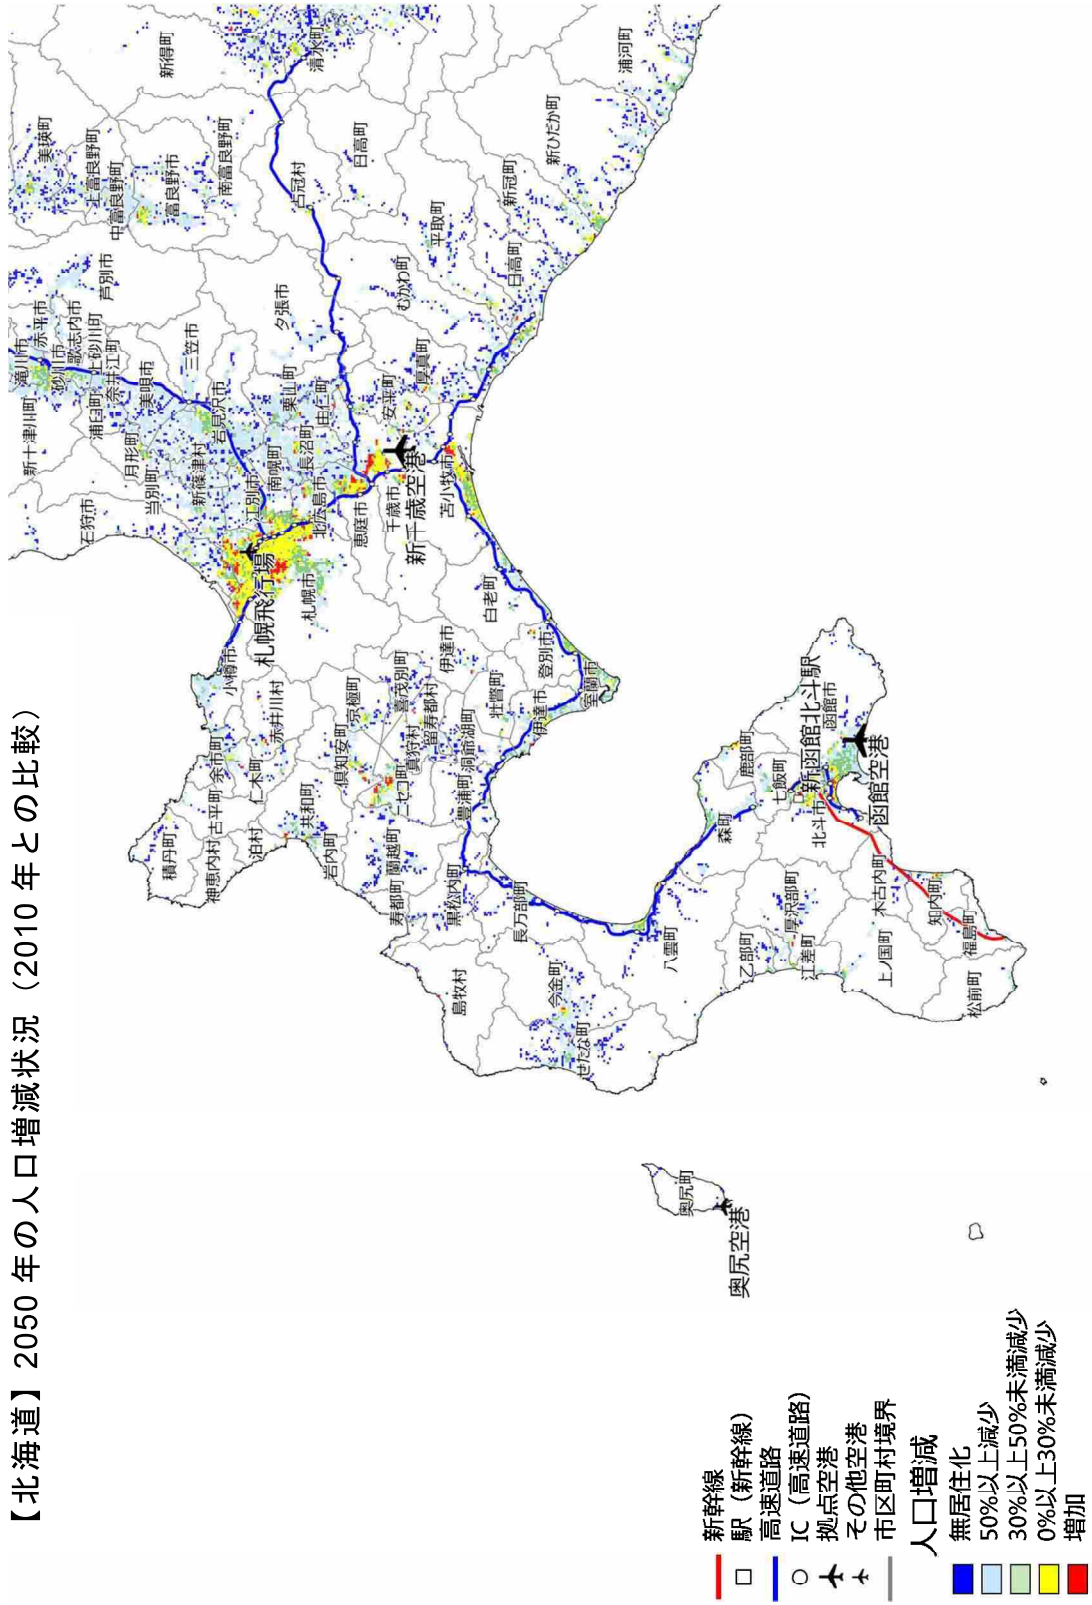 【北海道】2050 年の人口増減状況（2010 年との比較）
美瑛町
上富良野町
中富良野町
富良野市
南富良野町
新得町
清水町
占冠村
日高町
平取町
新冠町
新ひだか町
浦河町
日高町
むかわ町
厚真町
安平町
夕張市
芦別市
赤平市
滝川市
歌志内市
砂川市
上砂川町
奈井江町
新十津川町
浦臼町
美唄市
三笠市
月形町
岩見沢市
栗山町
由仁町
長沼町
南幌町
新篠津村
当別町
石狩市
江別市
北広島市
恵庭市
千歳市
新千歳空港
苫小牧市
札幌飛行場
札幌市
小樽市
白老町
登別市
室蘭市
伊達市
伊達市
壮瞥町
洞爺湖町
豊浦町
留寿都村
喜茂別町
真狩村
ニセコ町
京極町
倶知安町
赤井川村
余市町
仁木町
古平町
積丹町
神恵内村
泊村
共和町
岩内町
蘭越町
寿都町
黒松内町
長万部町
島牧村
今金町
せたな町
八雲町
森町
鹿部町
七飯町
新函館北斗駅
函館市
函館空港
北斗市
木古内町
知内町
福島町
松前町
上ノ国町
厚沢部町
江差町
乙部町
奥尻町
奥尻空港
新幹線
駅（新幹線）
高速道路
IC（高速道路）
拠点空港
その他空港
市区町村境界
人口増減
無居住化
50%以上減少
30%以上50%未満減少
0%以上30%未満減少
増加